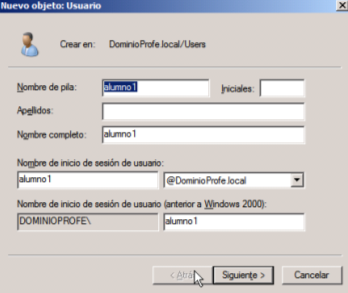 Nuevo objeto: Usuario
Crear en: DominioProfe.local/Users
Nombre de pila: alumno1 Iniciales:
Apellidos:
Nombre completo: alumno1
Nombre de inicio de sesión de usuario:
alumno1 @DominioProfe.local
Nombre de inicio de sesión de usuario (anterior a Windows 2000):
DOMINIOPROFE\ alumno1
< Atrás Siguiente > Cancelar